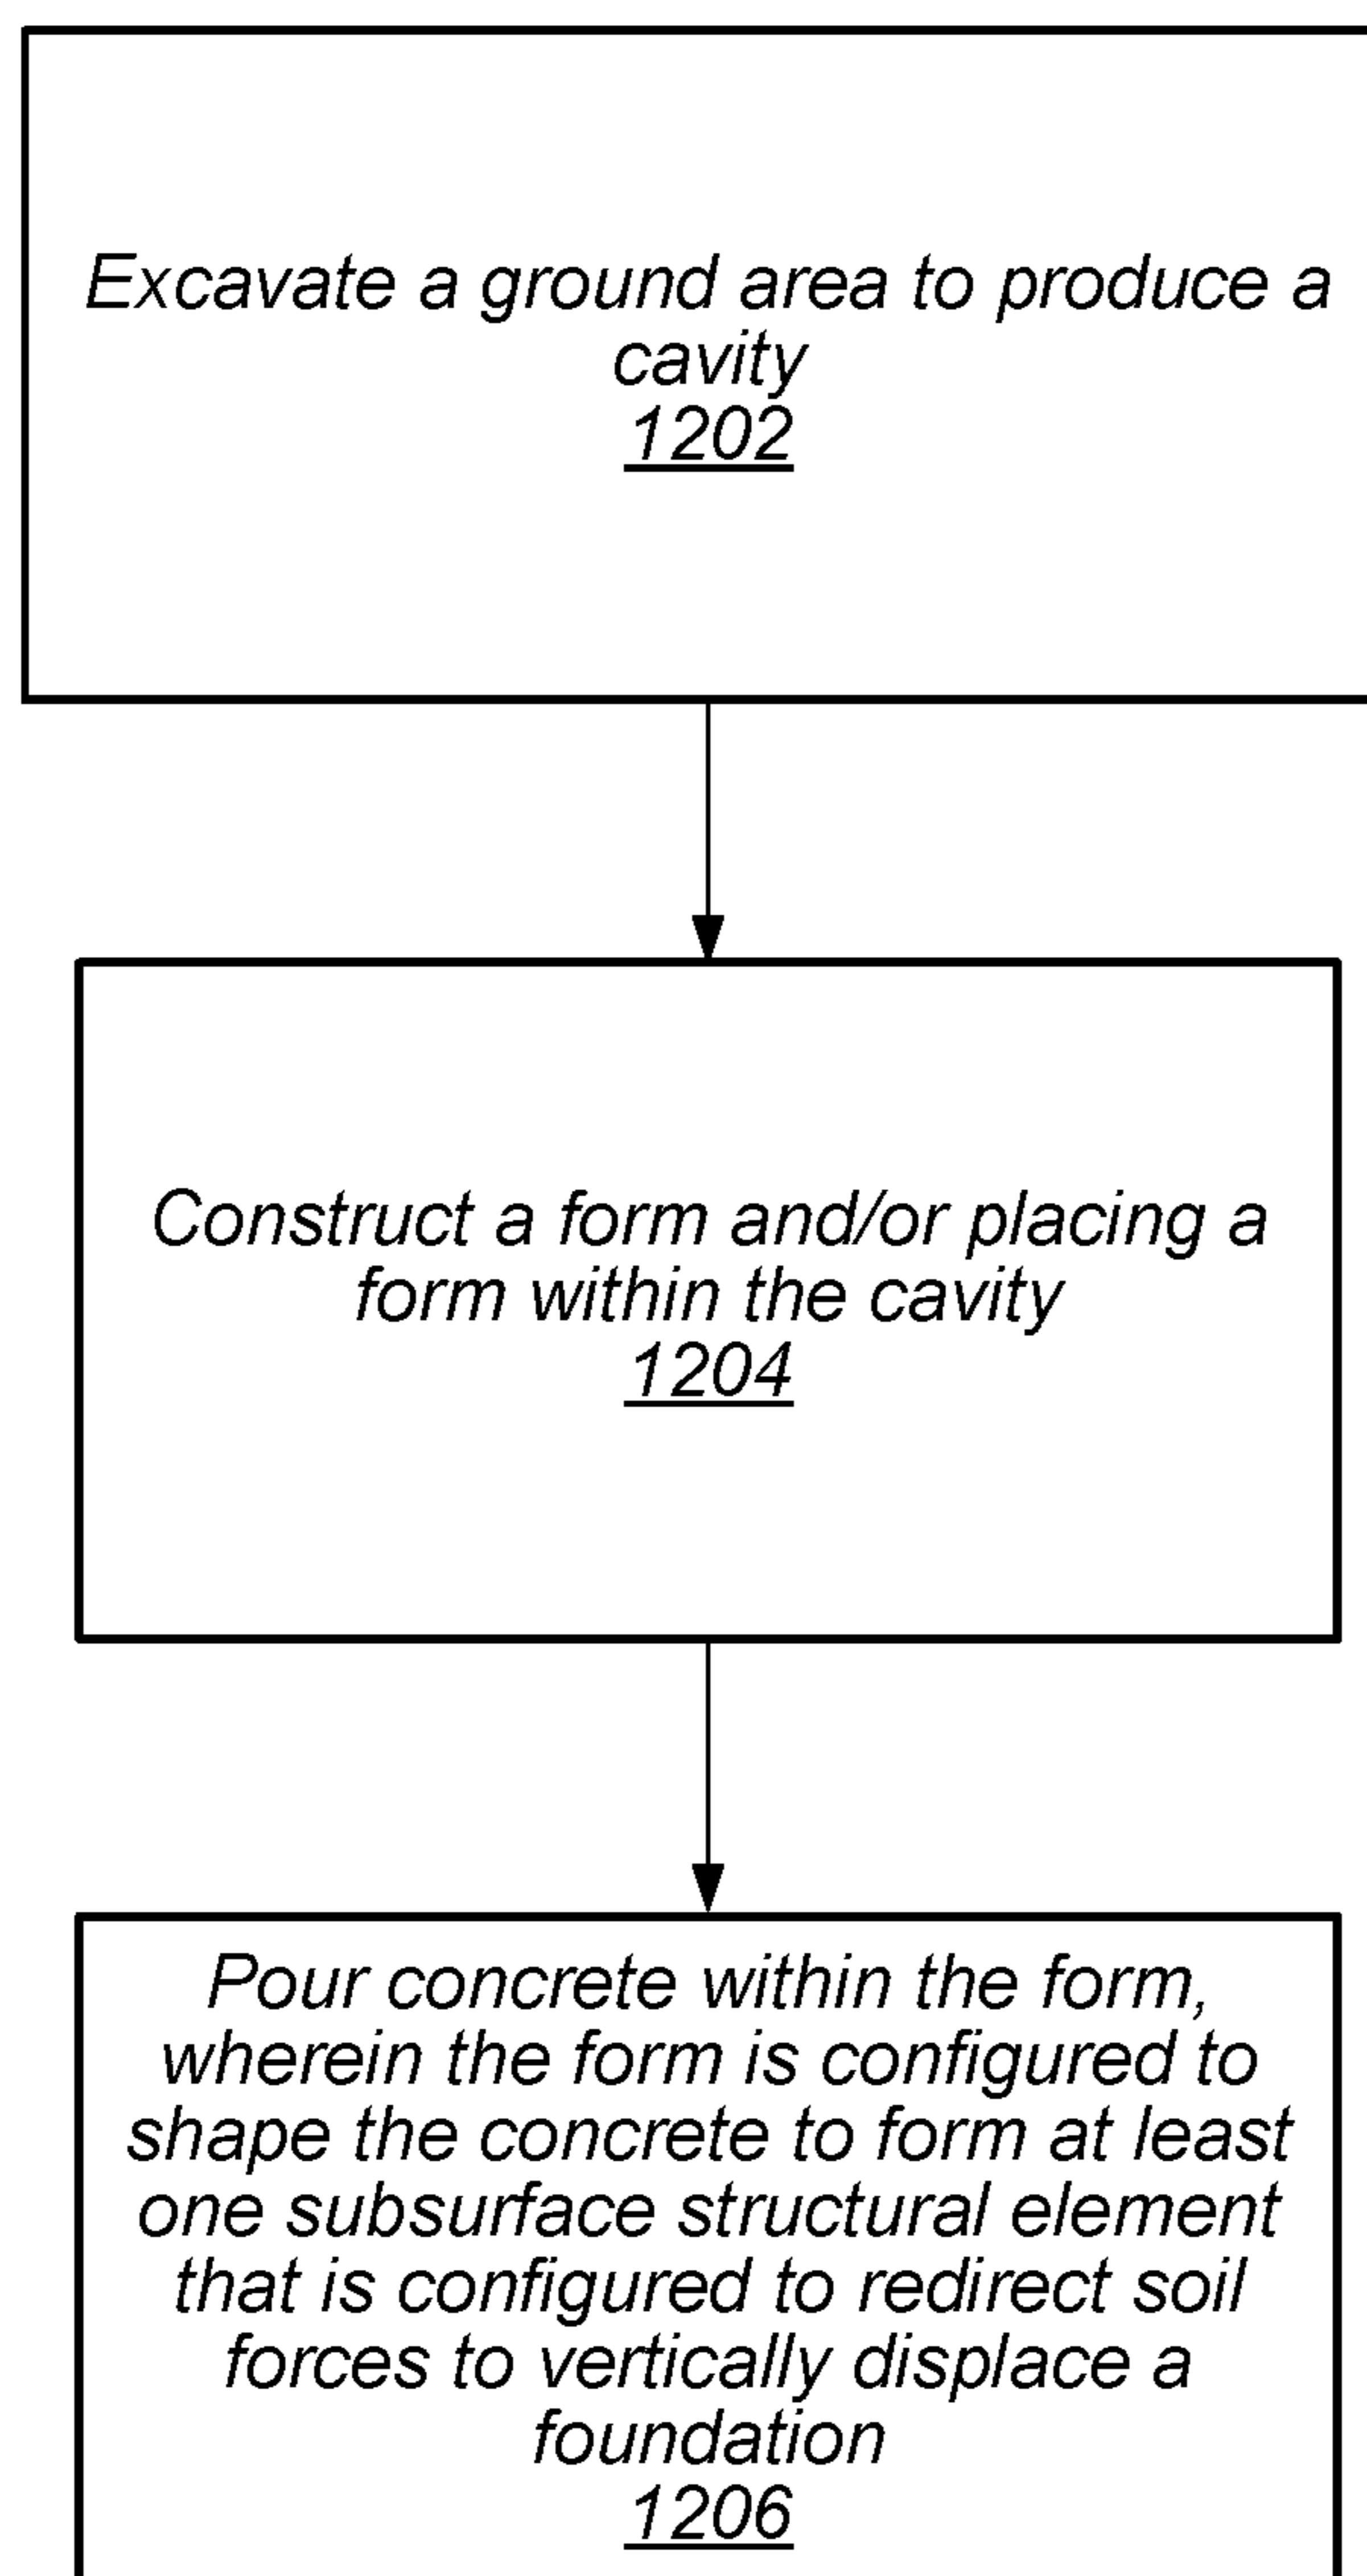 Excavate a ground area to produce a
cavity
1202
Construct a form and/or placing a
form within the cavity
1204
Pour concrete within the form,
wherein the form is configured to
shape the concrete to form at least
one subsurface structural element
that is configured to redirect soil
forces to vertically displace a
foundation
1206